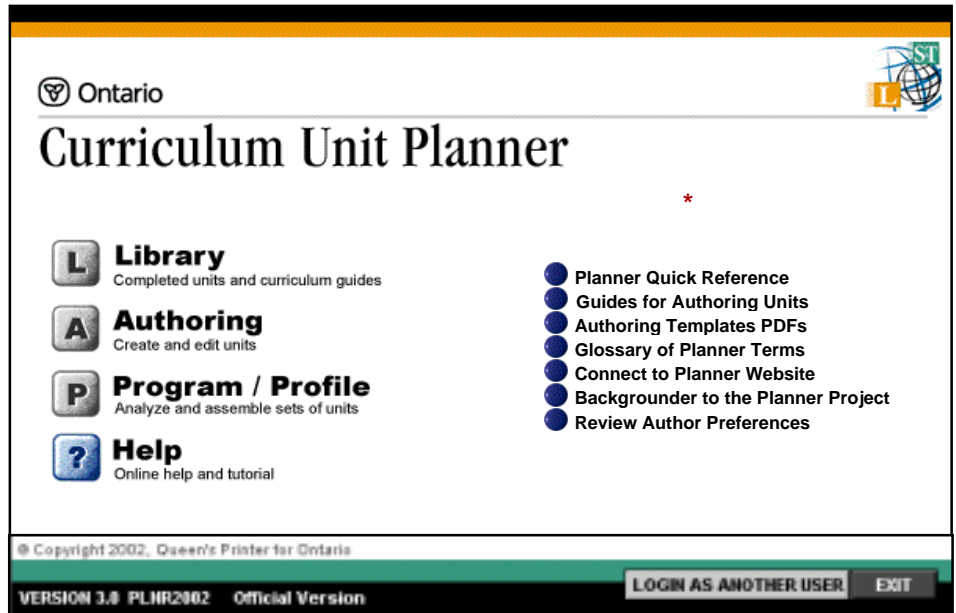 ST
L
Ontario
Curriculum Unit Planner
*
L Library
Completed units and curriculum guides
A Authoring
Create and edit units
P Program / Profile
Analyze and assemble sets of units
? Help
Online help and tutorial
Planner Quick Reference
Guides for Authoring Units
Authoring Templates PDFs
Glossary of Planner Terms
Connect to Planner Website
Backgrounder to the Planner Project
Review Author Preferences
© Copyright 2002, Queen's Printer for Ontario
LOGIN AS ANOTHER USER EXIT
VERSION 3.0 PLNR2002 Official Version